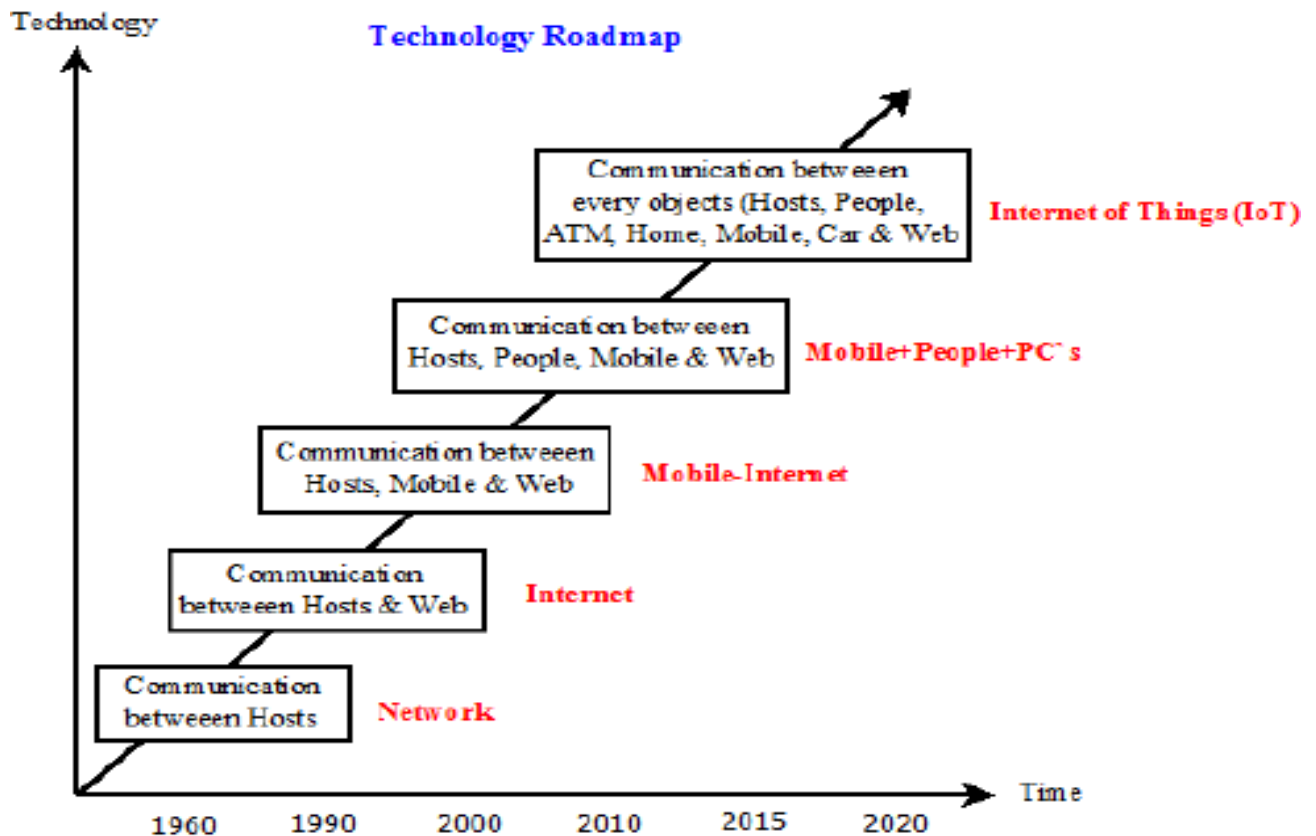 Technology
Technology Roadmap
Communication betweeen
every objects (Hosts, People,
ATM, Home, Mobile, Car & Web
Internet of Things (IoT)
Communication betweeen
Hosts, People, Mobile & Web
Mobile+People+PC`s
Communication betweeen
Hosts, Mobile & Web
Mobile-Internet
Communication
betweeen Hosts & Web
Internet
Communication
betweeen Hosts
Network
Time
1960 1990 2000 2010 2015 2020